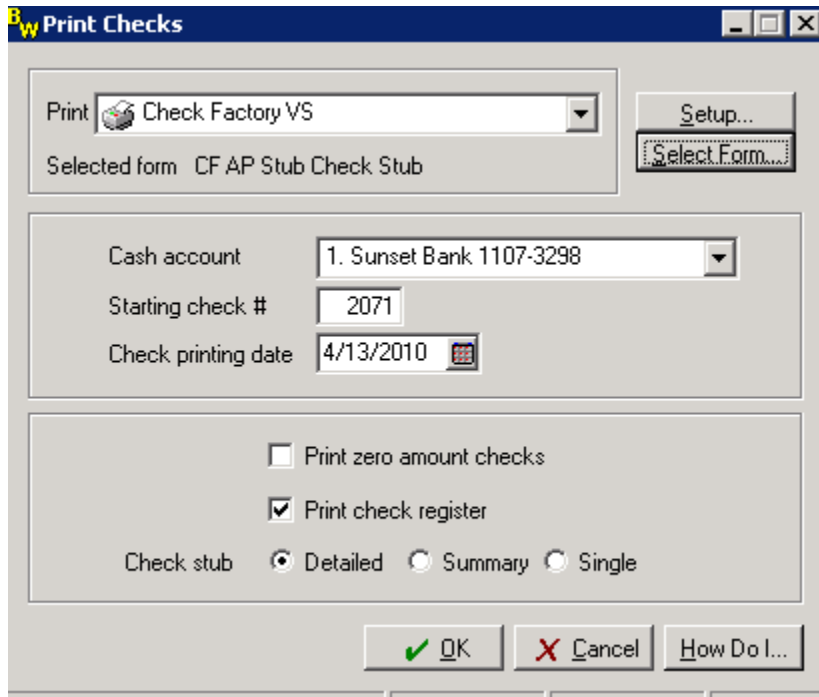 BW Print Checks
Print Check Factory VS
Setup...
Selected form CF AP Stub Check Stub
Select Form...
Cash account 1. Sunset Bank 1107-3298
Starting check # 2071
Check printing date 4/13/2010
Print zero amount checks
Print check register
Check stub Detailed Summary Single
OK Cancel How Do I...